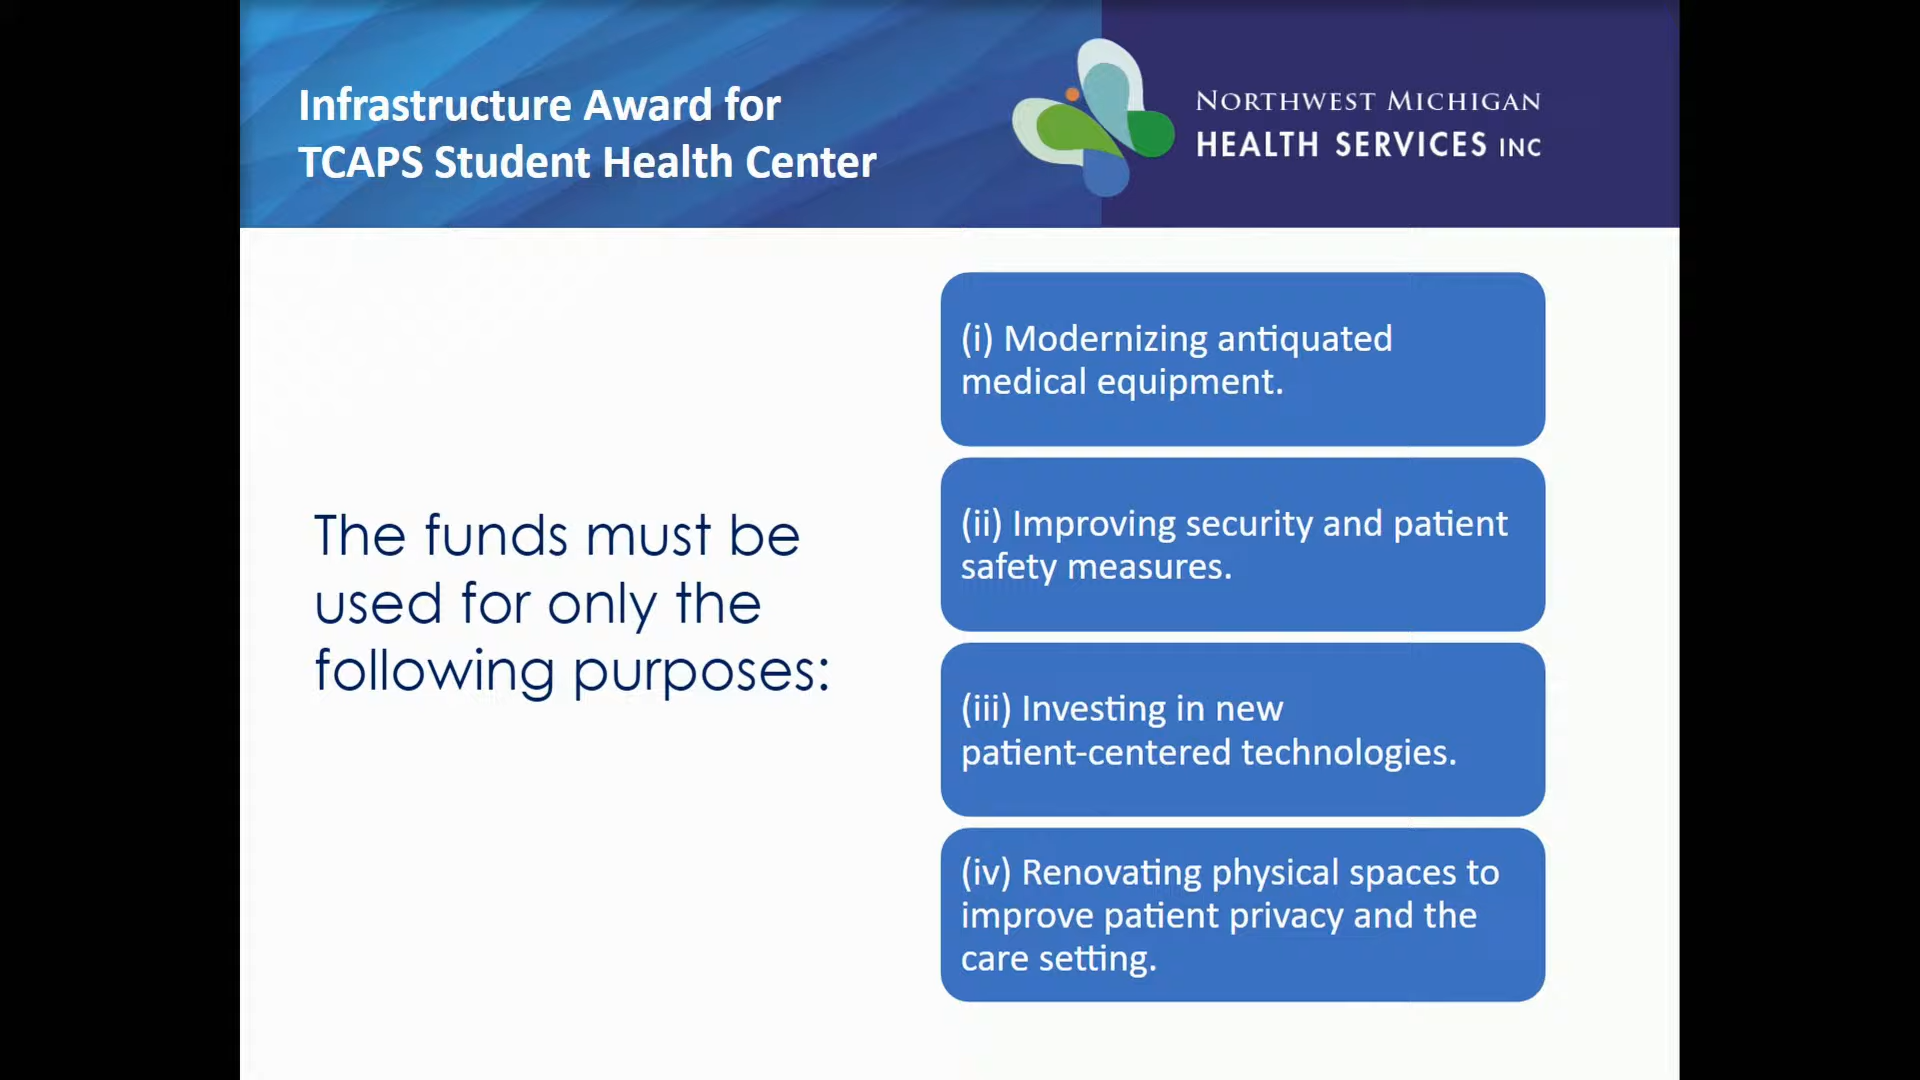 Infrastructure Award for
TCAPS Student Health Center
NORTHWEST MICHIGAN
HEALTH SERVICES INC
The funds must be
used for only the
following purposes:
(i) Modernizing antiquated
medical equipment.
(ii) Improving security and patient
safety measures.
(iii) Investing in new
patient-centered technologies.
(iv) Renovating physical spaces to
improve patient privacy and the
care setting.